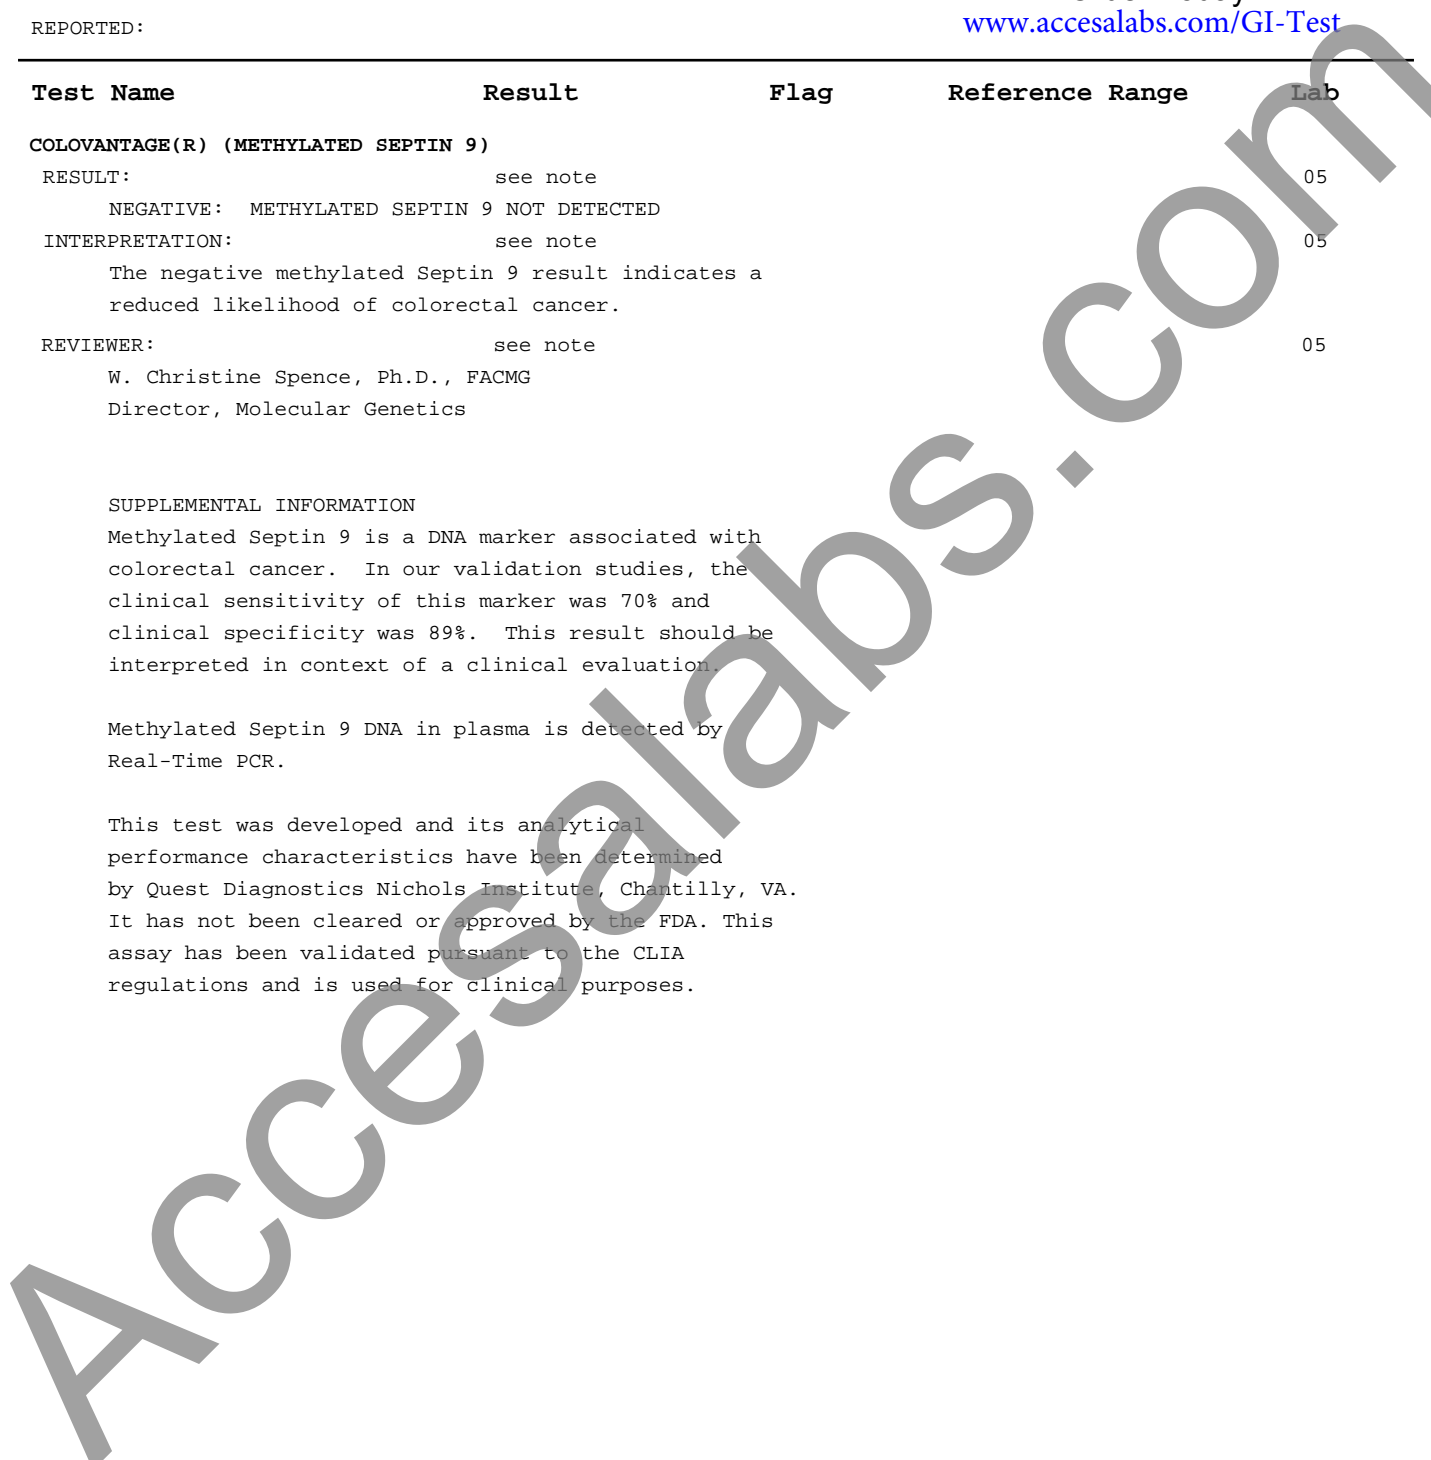 REPORTED:
www.accesalabs.com/GI-Test
Test Name Result Flag Reference Range Lab
COLOVANTAGE(R) (METHYLATED SEPTIN 9)
RESULT: see note 05
NEGATIVE: METHYLATED SEPTIN 9 NOT DETECTED
INTERPRETATION: see note 05
The negative methylated Septin 9 result indicates a
reduced likelihood of colorectal cancer.
REVIEWER: see note 05
W. Christine Spence, Ph.D., FACMG
Director, Molecular Genetics
SUPPLEMENTAL INFORMATION
Methylated Septin 9 is a DNA marker associated with
colorectal cancer. In our validation studies, the
clinical sensitivity of this marker was 70% and
clinical specificity was 89%. This result should be
interpreted in context of a clinical evaluation.
Methylated Septin 9 DNA in plasma is detected by
Real-Time PCR.
This test was developed and its analytical
performance characteristics have been determined
by Quest Diagnostics Nichols Institute, Chantilly, VA.
It has not been cleared or approved by the FDA. This
assay has been validated pursuant to the CLIA
regulations and is used for clinical purposes.
Accesalabs.com